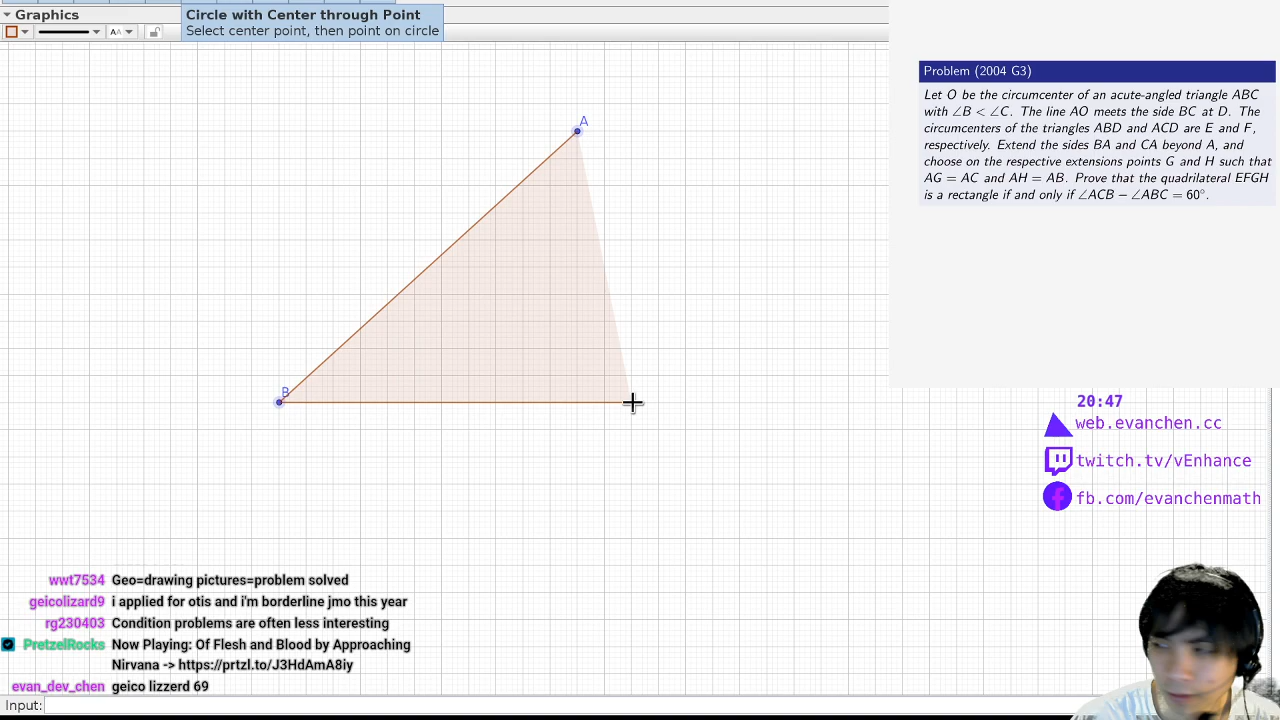 Graphics
Circle with Center through Point
Select center point, then point on circle
AA
A
B
Problem (2004 G3)
Let O be the circumcenter of an acute-angled triangle ABC
with ∠B < ∠C. The line AO meets the side BC at D. The
circumcenters of the triangles ABD and ACD are E and F,
respectively. Extend the sides BA and CA beyond A, and
choose on the respective extensions points G and H such that
AG = AC and AH = AB. Prove that the quadrilateral EFGH
is a rectangle if and only if ∠ACB − ∠ABC = 60°.
20:47
web.evanchen.cc
twitch.tv/vEnhance
fb.com/evanchenmath
wwt7534 Geo=drawing pictures=problem solved
geicolizard9 i applied for otis and i'm borderline jmo this year
rg230403 Condition problems are often less interesting
PretzelRocks Now Playing: Of Flesh and Blood by Approaching
Nirvana -> https://prtzl.to/J3HdAmA8iy
evan_dev_chen geico lizzerd 69
Input: